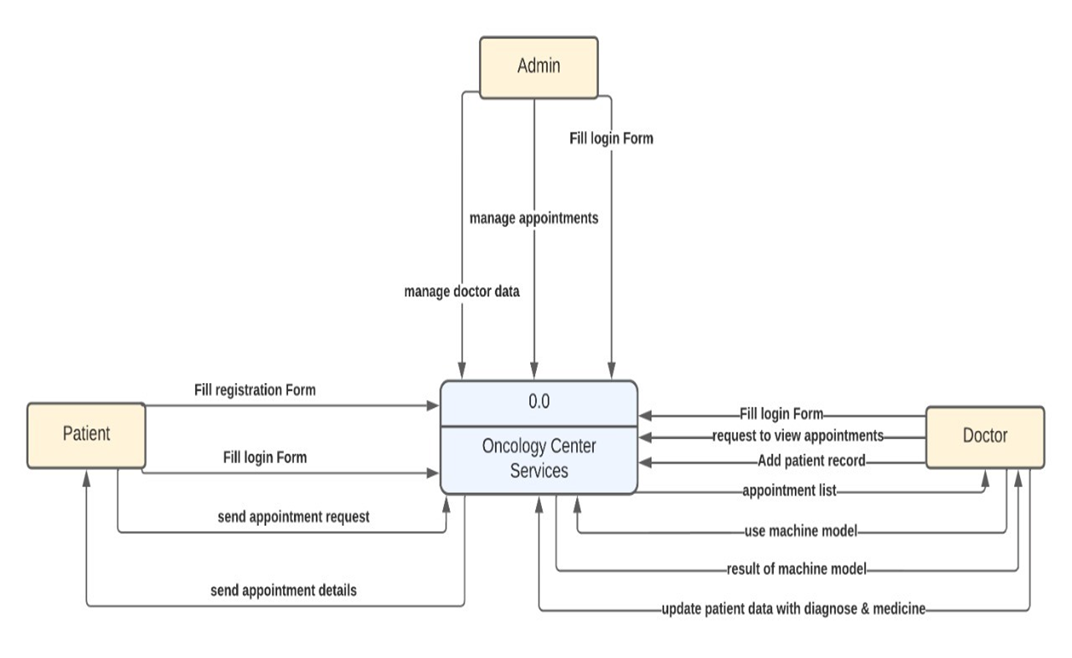 Admin
Fill login Form
manage appointments
manage doctor data
Fill registration Form
0.0
Patient
Fill login Form
Oncology Center
Services
Fill login Form
request to view appointments
Add patient record
Doctor
appointment list
send appointment request
use machine model
result of machine model
send appointment details
update patient data with diagnose & medicine